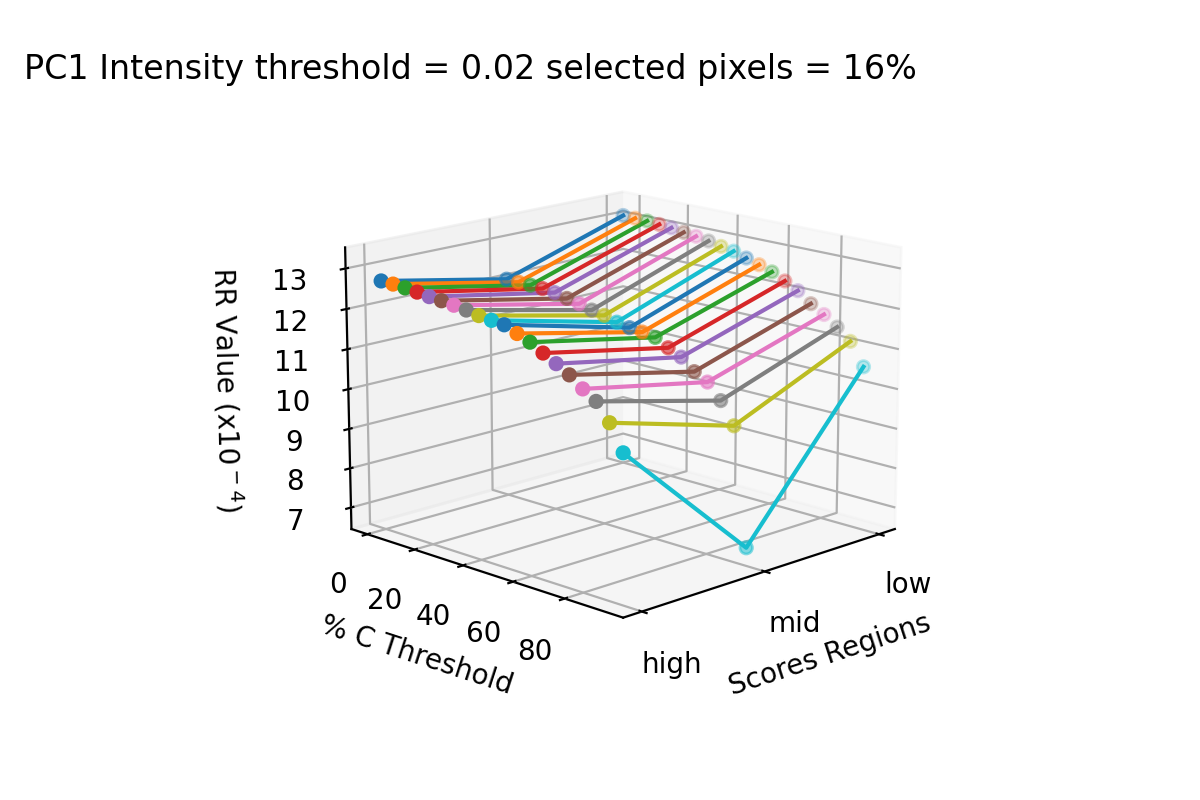 PC1 Intensity threshold = 0.02 selected pixels = 16%
RR Value (x10⁻⁴)
13
12
11
10
9
8
7
0
20
40
60
80
% C Threshold
high
mid
low
Scores Regions